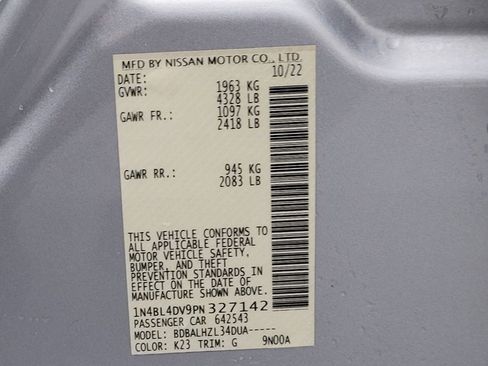 MFD BY NISSAN MOTOR CO., LTD.
DATE: 10/22
GVWR: 1963 KG
4328 LB
GAWR FR.: 1097 KG
2418 LB
GAWR RR.: 945 KG
2083 LB
THIS VEHICLE CONFORMS TO
ALL APPLICABLE FEDERAL
MOTOR VEHICLE SAFETY,
BUMPER, AND THEFT
PREVENTION STANDARDS IN
EFFECT ON THE DATE OF
MANUFACTURE SHOWN ABOVE.
1N4BL4DV9PN 327142
PASSENGER CAR 642543
MODEL: BDBALHZL34DUA-----
COLOR: K23 TRIM: G 9N00A